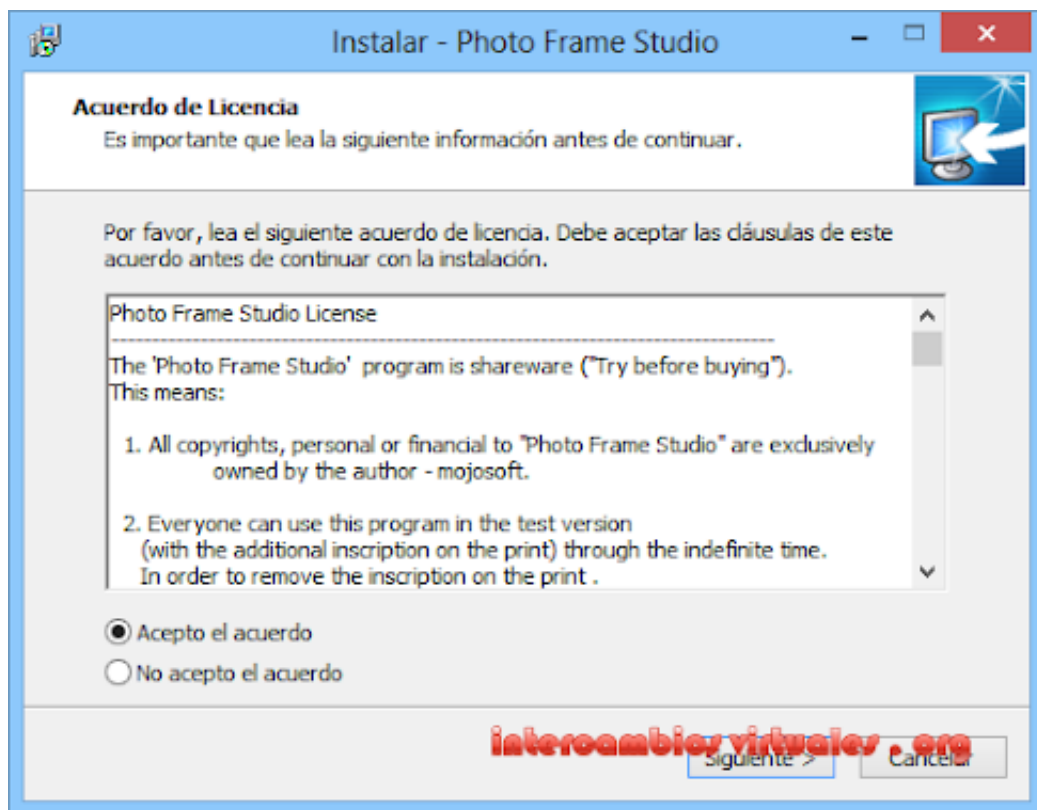 Instalar - Photo Frame Studio
Acuerdo de Licencia
Es importante que lea la siguiente información antes de continuar.
Por favor, lea el siguiente acuerdo de licencia. Debe aceptar las cláusulas de este
acuerdo antes de continuar con la instalación.
Photo Frame Studio License
--------------------------------------------------------------------------------
The 'Photo Frame Studio'  program is shareware ("Try before buying").
This means:
1. All copyrights, personal or financial to "Photo Frame Studio" are exclusively
owned by the author - mojosoft.
2. Everyone can use this program in the test version
(with the additional inscription on the print) through the indefinite time.
In order to remove the inscription on the print .
Acepto el acuerdo
No acepto el acuerdo
intercambios virtuales . org
Siguiente >
Cancelar